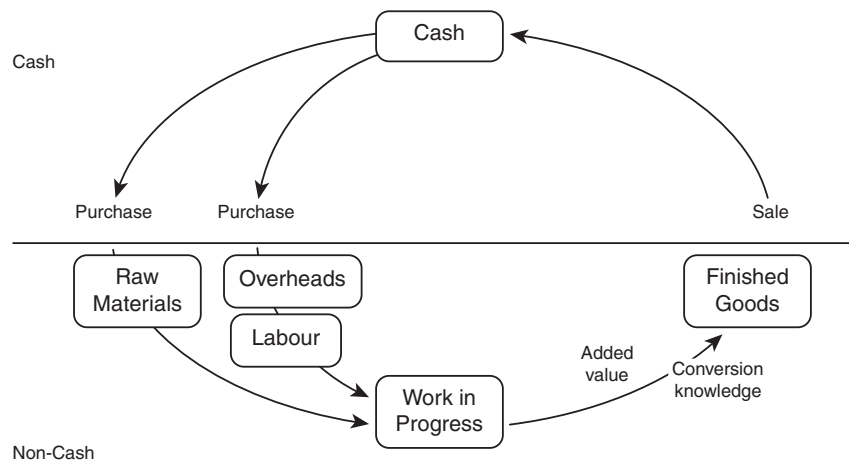 Cash
Cash
Purchase
Purchase
Sale
Raw
Materials
Overheads
Labour
Finished
Goods
Added
value
Conversion
knowledge
Work in
Progress
Non-Cash